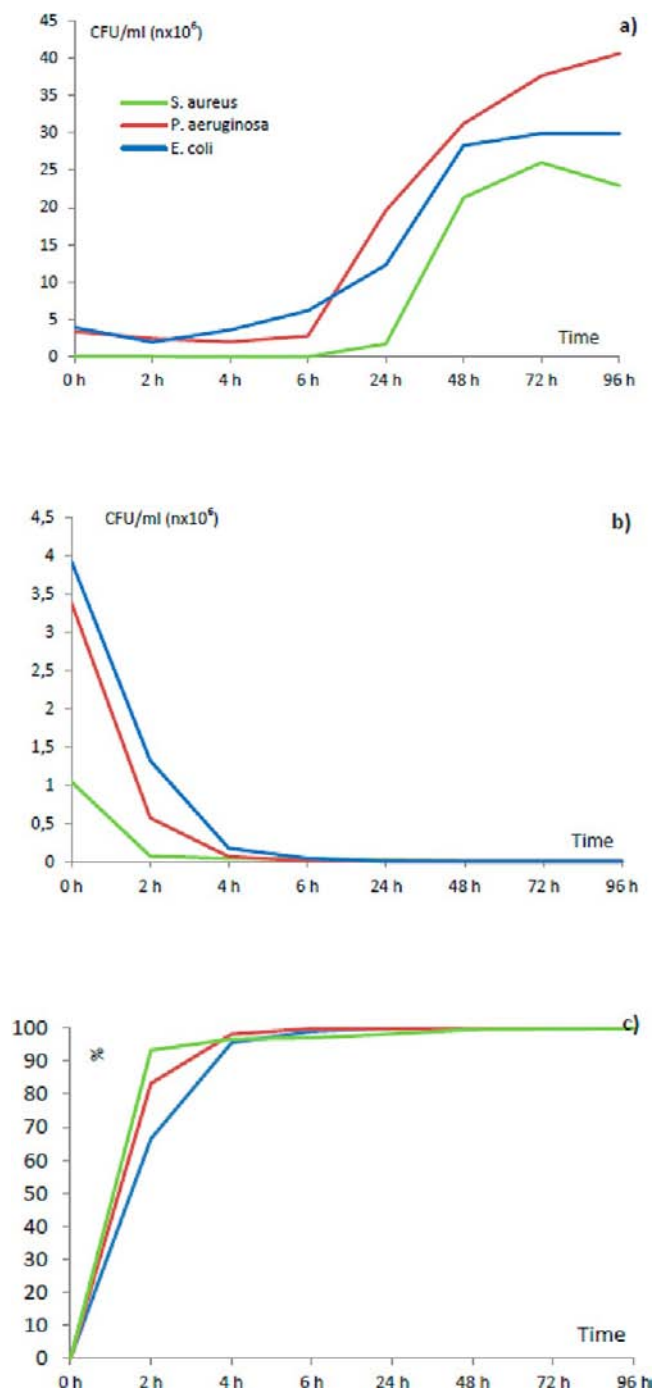 CFU/ml (nx10⁶)
a)
45
40
35
30
25
20
15
10
5
0
S. aureus
P. aeruginosa
E. coli
Time
0 h 2 h 4 h 6 h 24 h 48 h 72 h 96 h
CFU/ml (nx10⁶)
b)
4,5
4
3,5
3
2,5
2
1,5
1
0,5
0
Time
0 h 2 h 4 h 6 h 24 h 48 h 72 h 96 h
c)
%
100
90
80
70
60
50
40
30
20
10
0
Time
0 h 2 h 4 h 6 h 24 h 48 h 72 h 96 h